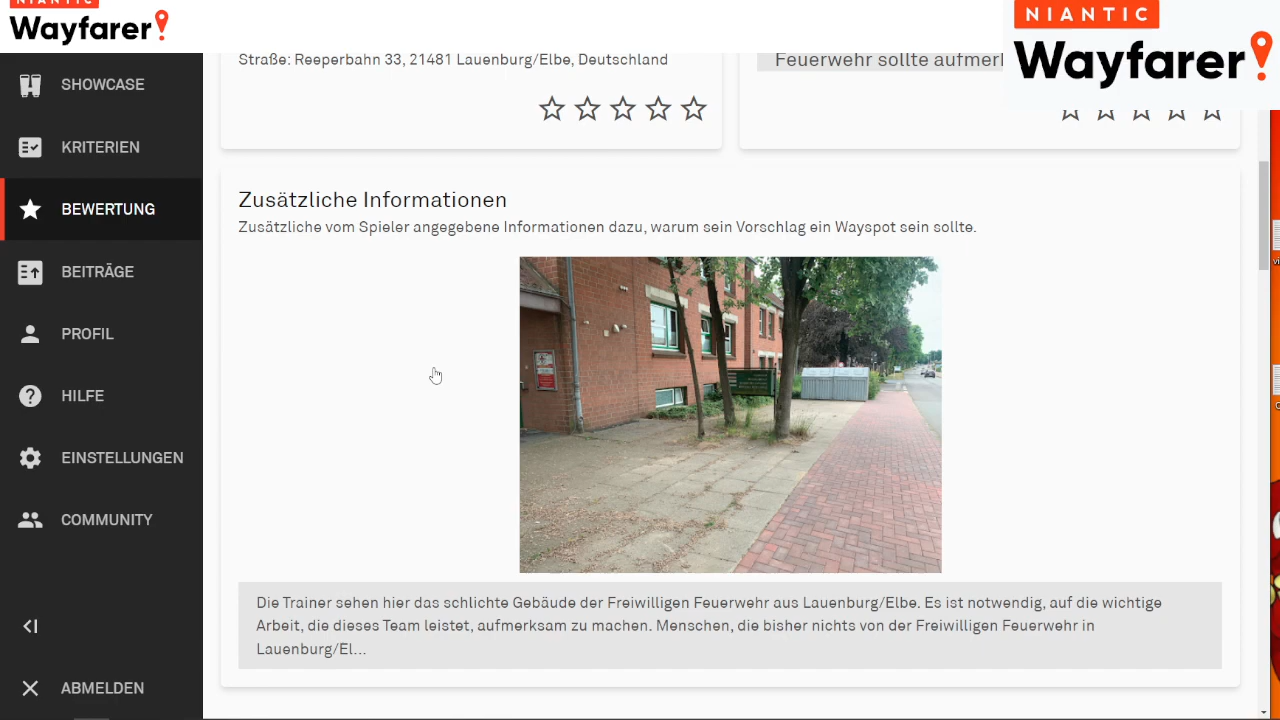 NIANTIC
Wayfarer
NIANTIC
Wayfarer
SHOWCASE
KRITERIEN
BEWERTUNG
BEITRÄGE
PROFIL
HILFE
EINSTELLUNGEN
COMMUNITY
ABMELDEN
Straße: Reeperbahn 33, 21481 Lauenburg/Elbe, Deutschland
Feuerwehr sollte aufmer
Zusätzliche Informationen
Zusätzliche vom Spieler angegebene Informationen dazu, warum sein Vorschlag ein Wayspot sein sollte.
Die Trainer sehen hier das schlichte Gebäude der Freiwilligen Feuerwehr aus Lauenburg/Elbe. Es ist notwendig, auf die wichtige
Arbeit, die dieses Team leistet, aufmerksam zu machen. Menschen, die bisher nichts von der Freiwilligen Feuerwehr in
Lauenburg/El...